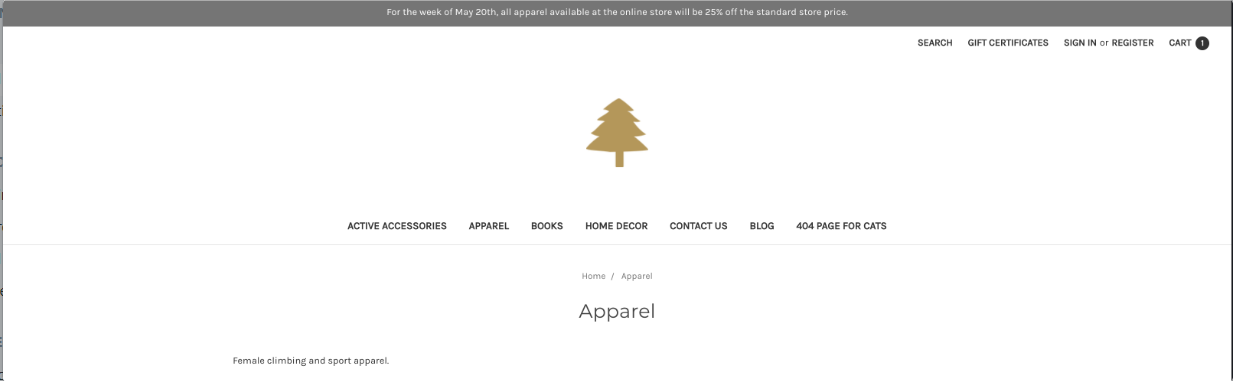 For the week of May 20th, all apparel available at the online store will be 25% off the standard store price.
SEARCH GIFT CERTIFICATES SIGN IN or REGISTER CART 1
ACTIVE ACCESSORIES APPAREL BOOKS HOME DECOR CONTACT US BLOG 404 PAGE FOR CATS
Home / Apparel
Apparel
Female climbing and sport apparel.